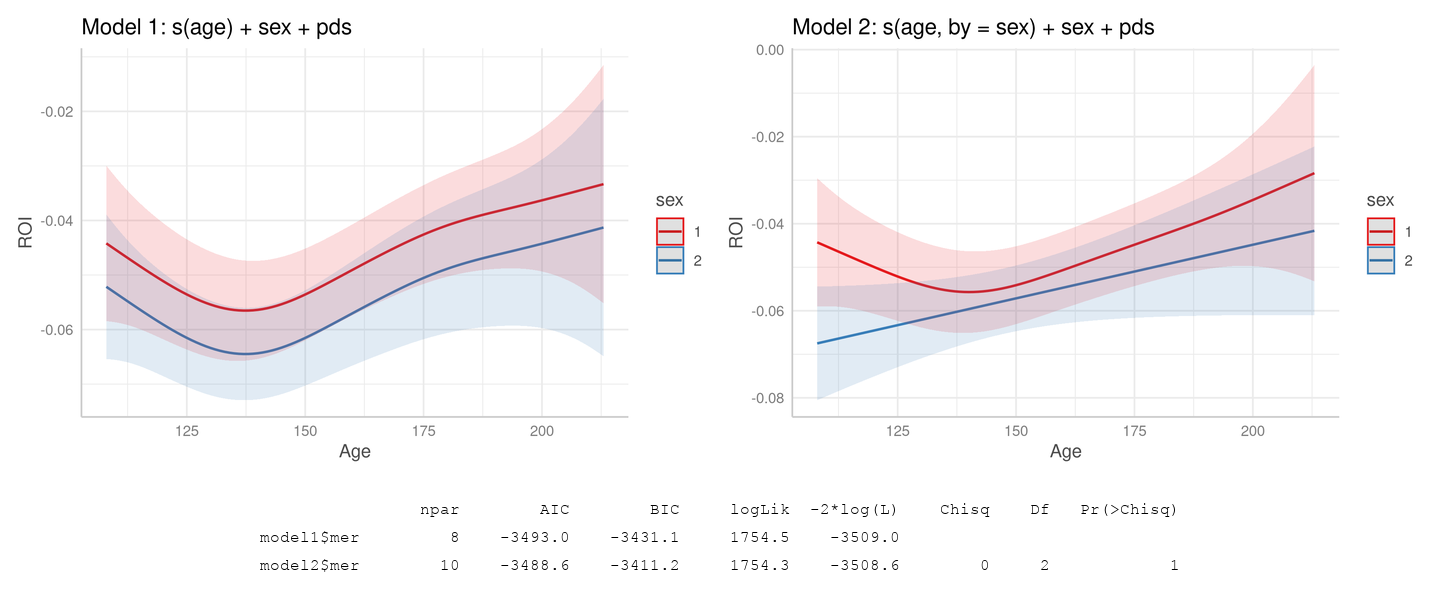 Model 1: s(age) + sex + pds
-0.02
-0.04
-0.06
ROI
125 150 175 200
Age
sex
1
2
Model 2: s(age, by = sex) + sex + pds
0.00
-0.02
-0.04
-0.06
-0.08
ROI
125 150 175 200
Age
sex
1
2
npar AIC BIC logLik -2*log(L) Chisq Df Pr(>Chisq)
model1$mer 8 -3493.0 -3431.1 1754.5 -3509.0
model2$mer 10 -3488.6 -3411.2 1754.3 -3508.6 0 2 1